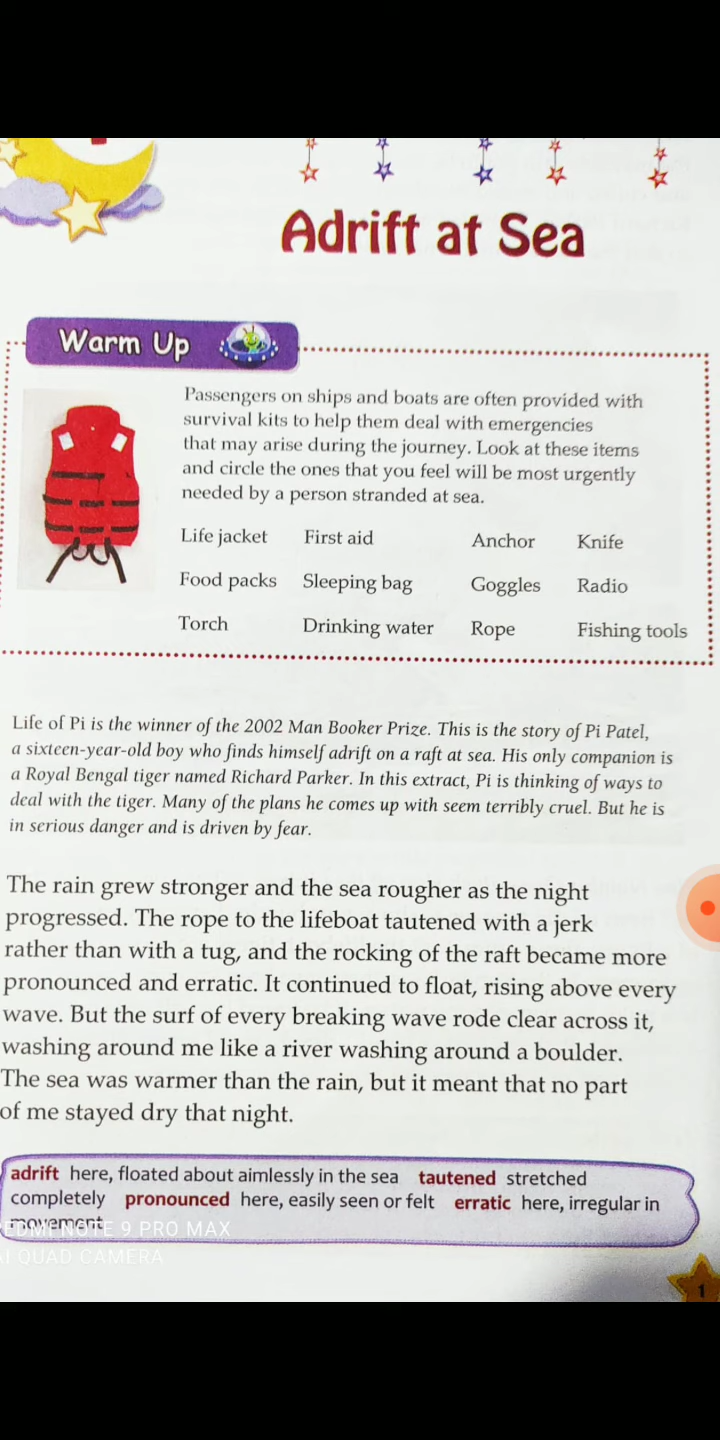 Adrift at Sea
Warm Up
Passengers on ships and boats are often provided with
survival kits to help them deal with emergencies
that may arise during the journey. Look at these items
and circle the ones that you feel will be most urgently
needed by a person stranded at sea.
Life jacket First aid Anchor Knife
Food packs Sleeping bag Goggles Radio
Torch Drinking water Rope Fishing tools
Life of Pi is the winner of the 2002 Man Booker Prize. This is the story of Pi Patel,
a sixteen-year-old boy who finds himself adrift on a raft at sea. His only companion is
a Royal Bengal tiger named Richard Parker. In this extract, Pi is thinking of ways to
deal with the tiger. Many of the plans he comes up with seem terribly cruel. But he is
in serious danger and is driven by fear.
The rain grew stronger and the sea rougher as the night
progressed. The rope to the lifeboat tautened with a jerk
rather than with a tug, and the rocking of the raft became more
pronounced and erratic. It continued to float, rising above every
wave. But the surf of every breaking wave rode clear across it,
washing around me like a river washing around a boulder.
The sea was warmer than the rain, but it meant that no part
of me stayed dry that night.
adrift here, floated about aimlessly in the sea tautened stretched
completely pronounced here, easily seen or felt erratic here, irregular in
movement
EDMI NOTE 9 PRO MAX
AI QUAD CAMERA
1